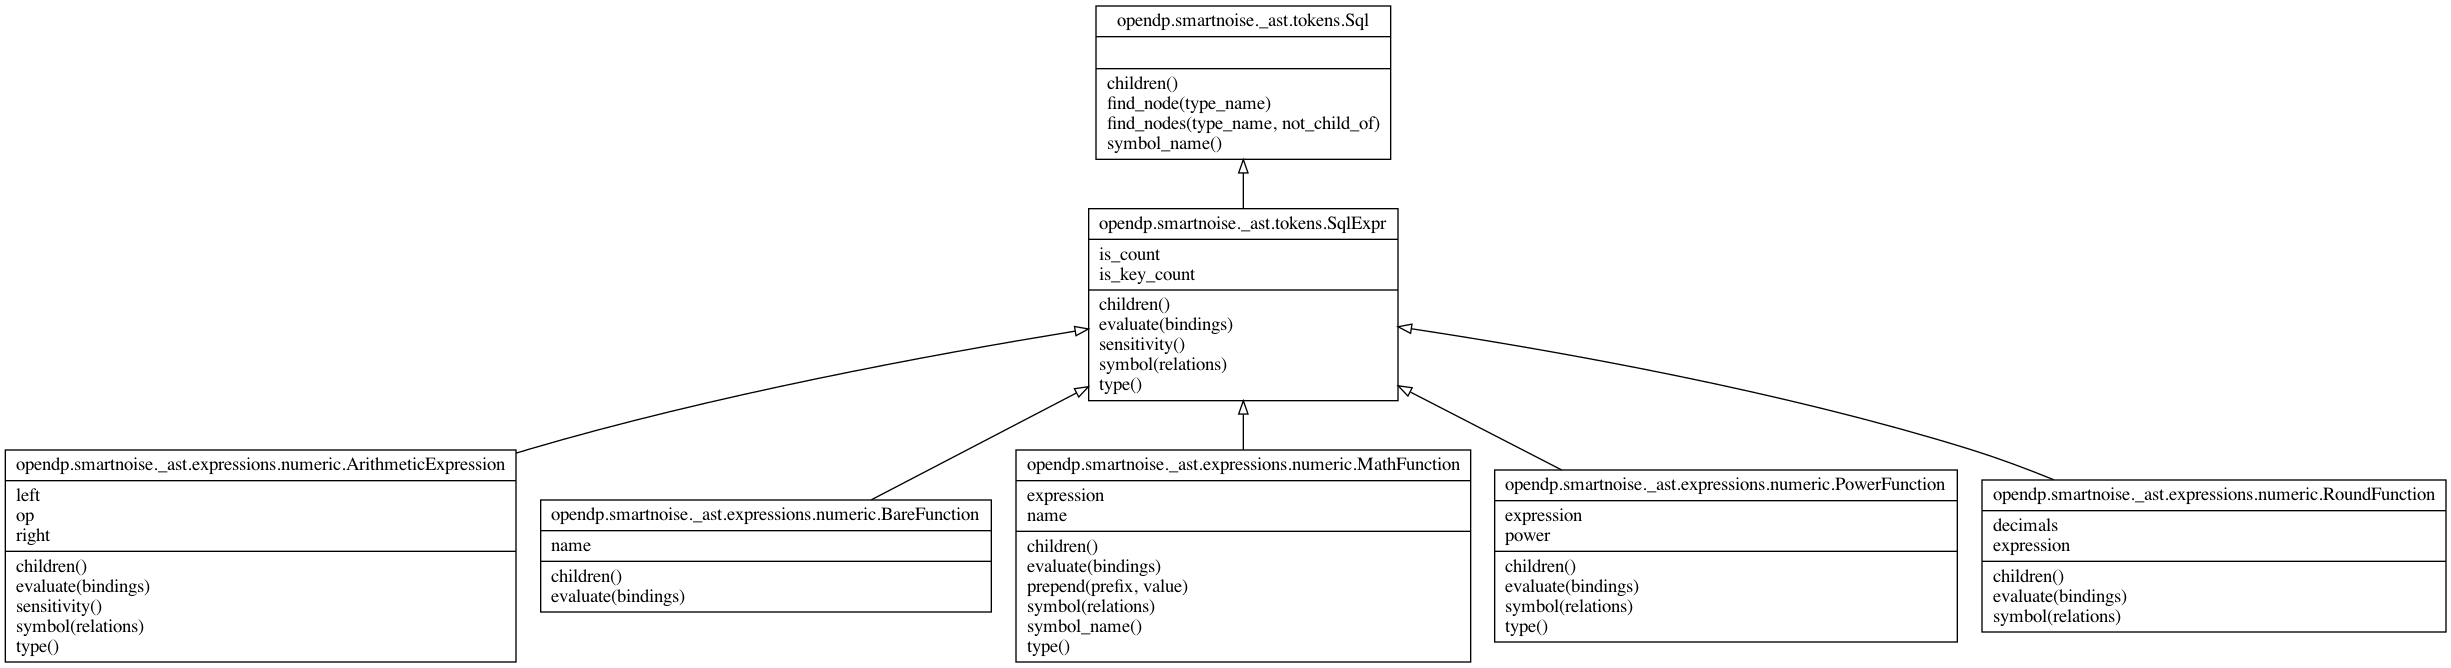 opendp.smartnoise._ast.tokens.Sql
children()
find_node(type_name)
find_nodes(type_name, not_child_of)
symbol_name()
opendp.smartnoise._ast.tokens.SqlExpr
is_count
is_key_count
children()
evaluate(bindings)
sensitivity()
symbol(relations)
type()
opendp.smartnoise._ast.expressions.numeric.ArithmeticExpression
left
op
right
children()
evaluate(bindings)
sensitivity()
symbol(relations)
type()
opendp.smartnoise._ast.expressions.numeric.BareFunction
name
children()
evaluate(bindings)
opendp.smartnoise._ast.expressions.numeric.MathFunction
expression
name
children()
evaluate(bindings)
prepend(prefix, value)
symbol(relations)
symbol_name()
type()
opendp.smartnoise._ast.expressions.numeric.PowerFunction
expression
power
children()
evaluate(bindings)
symbol(relations)
type()
opendp.smartnoise._ast.expressions.numeric.RoundFunction
decimals
expression
children()
evaluate(bindings)
symbol(relations)